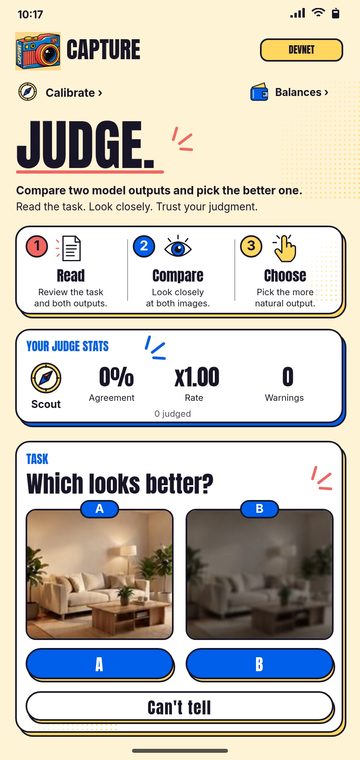 10:17
CAPTURE
DEVNET
Calibrate ›
Balances ›
JUDGE.
Compare two model outputs and pick the better one.
Read the task. Look closely. Trust your judgment.
1
2
3
Read
Compare
Choose
Review the task
and both outputs.
Look closely
at both images.
Pick the more
natural output.
YOUR JUDGE STATS
Scout
0%
Agreement
x1.00
Rate
0
Warnings
0 judged
TASK
Which looks better?
A
B
A
B
Can't tell